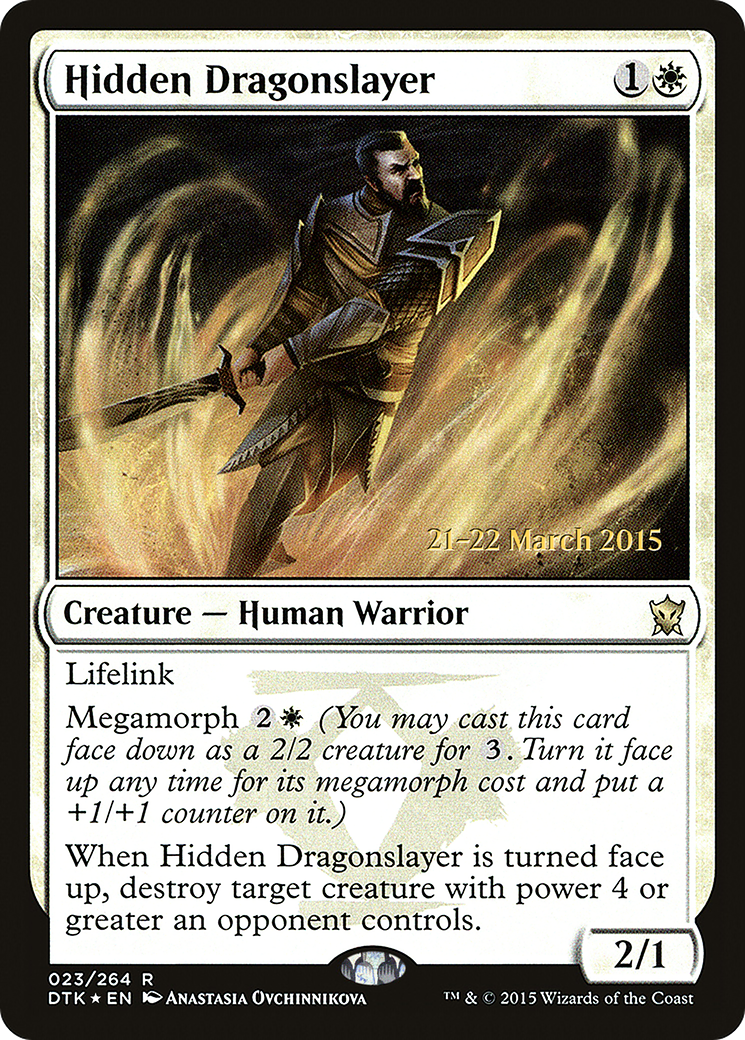 Hidden Dragonslayer 1
21–22 March 2015
Creature — Human Warrior
Lifelink
Megamorph 2 (You may cast this card
face down as a 2/2 creature for 3. Turn it face
up any time for its megamorph cost and put a
+1/+1 counter on it.)
When Hidden Dragonslayer is turned face
up, destroy target creature with power 4 or
greater an opponent controls.
2/1
023/264 R
DTK ★ EN Anastasia Ovchinnikova
™ & © 2015 Wizards of the Coast